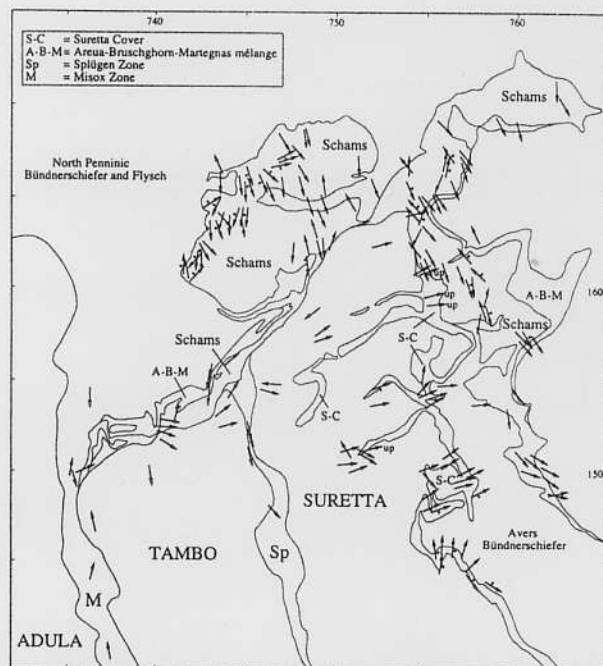 740 750 760
S-C = Suretta Cover
A-B-M= Areua-Bruschghorn-Martegnas mélange
Sp = Splügen Zone
M = Misox Zone
Schams
Schams
North Penninic
Bündnerschiefer and Flysch
Schams
up
A-B-M
160
up
up
Schams
Schams
S-C
A-B-M
S-C
up
150
SURETTA
S-C
TAMBO
Sp
Avers
Bündnerschiefer
M
ADULA